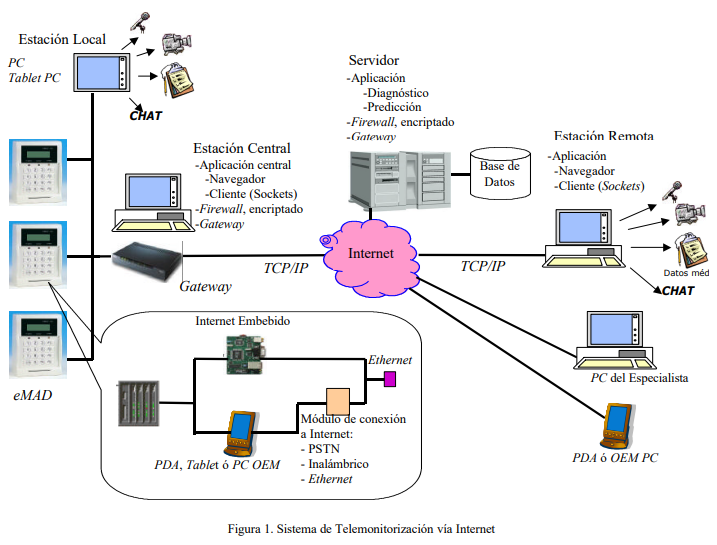 Estación Local
PC
Tablet PC
CHAT
Servidor
-Aplicación
-Diagnóstico
-Predicción
-Firewall, encriptado
-Gateway
Base de
Datos
Estación Central
-Aplicación central
-Navegador
-Cliente (Sockets)
-Firewall, encriptado
-Gateway
Estación Remota
-Aplicación
-Navegador
-Cliente (Sockets)
Datos méd
CHAT
Internet
TCP/IP
TCP/IP
Gateway
eMAD
Internet Embebido
Ethernet
Módulo de conexión
a Internet:
- PSTN
- Inalámbrico
- Ethernet
PDA, Tablet ó PC OEM
PC del Especialista
PDA ó OEM PC
Figura 1. Sistema de Telemonitorización vía Internet